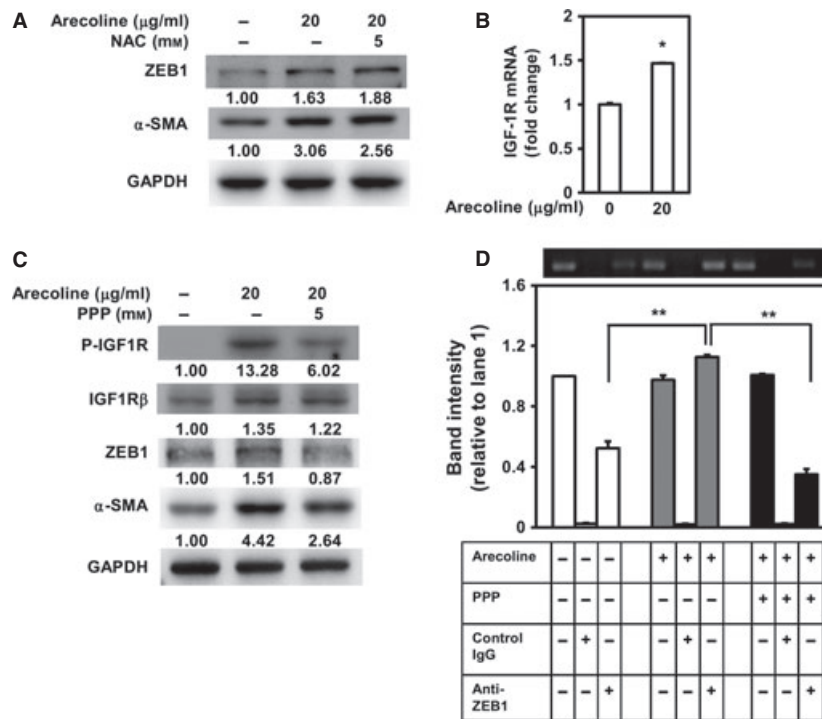 A
Arecoline (μg/ml) – 20 20
NAC (mM) – – 5
ZEB1
1.00 1.63 1.88
α-SMA
1.00 3.06 2.56
GAPDH
B
IGF-1R mRNA
(fold change)
2
1.5
1
0.5
0
*
Arecoline (μg/ml) 0 20
C
Arecoline (μg/ml) – 20 20
PPP (mM) – – 5
P-IGF1R
1.00 13.28 6.02
IGF1Rβ
1.00 1.35 1.22
ZEB1
1.00 1.51 0.87
α-SMA
1.00 4.42 2.64
GAPDH
D
Band intensity
(relative to lane 1)
1.6
1.2
0.8
0.4
0
** **
Arecoline – – – + + + + + +
PPP – – – – – – + + +
Control
IgG – + – – + – – + –
Anti-
ZEB1 – – + – – + – – +